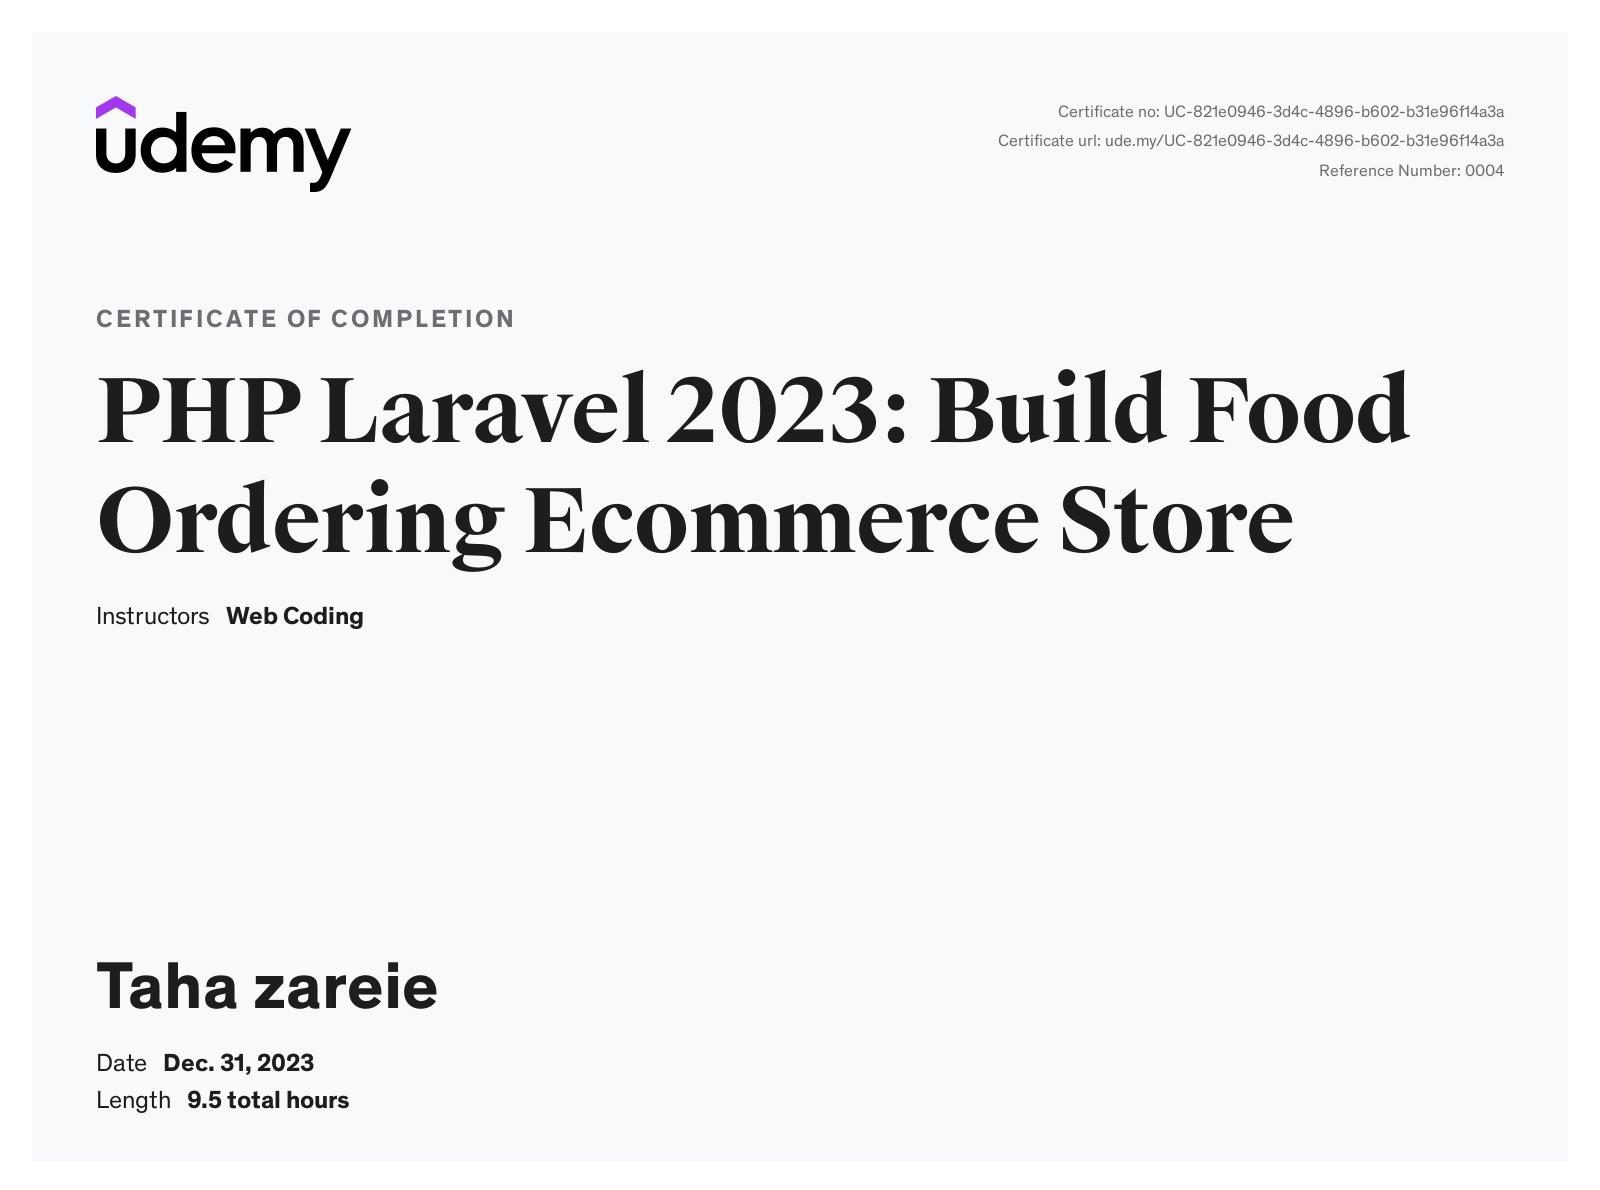 udemy
Certificate no: UC-821e0946-3d4c-4896-b602-b31e96f14a3a
Certificate url: ude.my/UC-821e0946-3d4c-4896-b602-b31e96f14a3a
Reference Number: 0004
CERTIFICATE OF COMPLETION
PHP Laravel 2023: Build Food
Ordering Ecommerce Store
Instructors Web Coding
Taha zareie
Date Dec. 31, 2023
Length 9.5 total hours